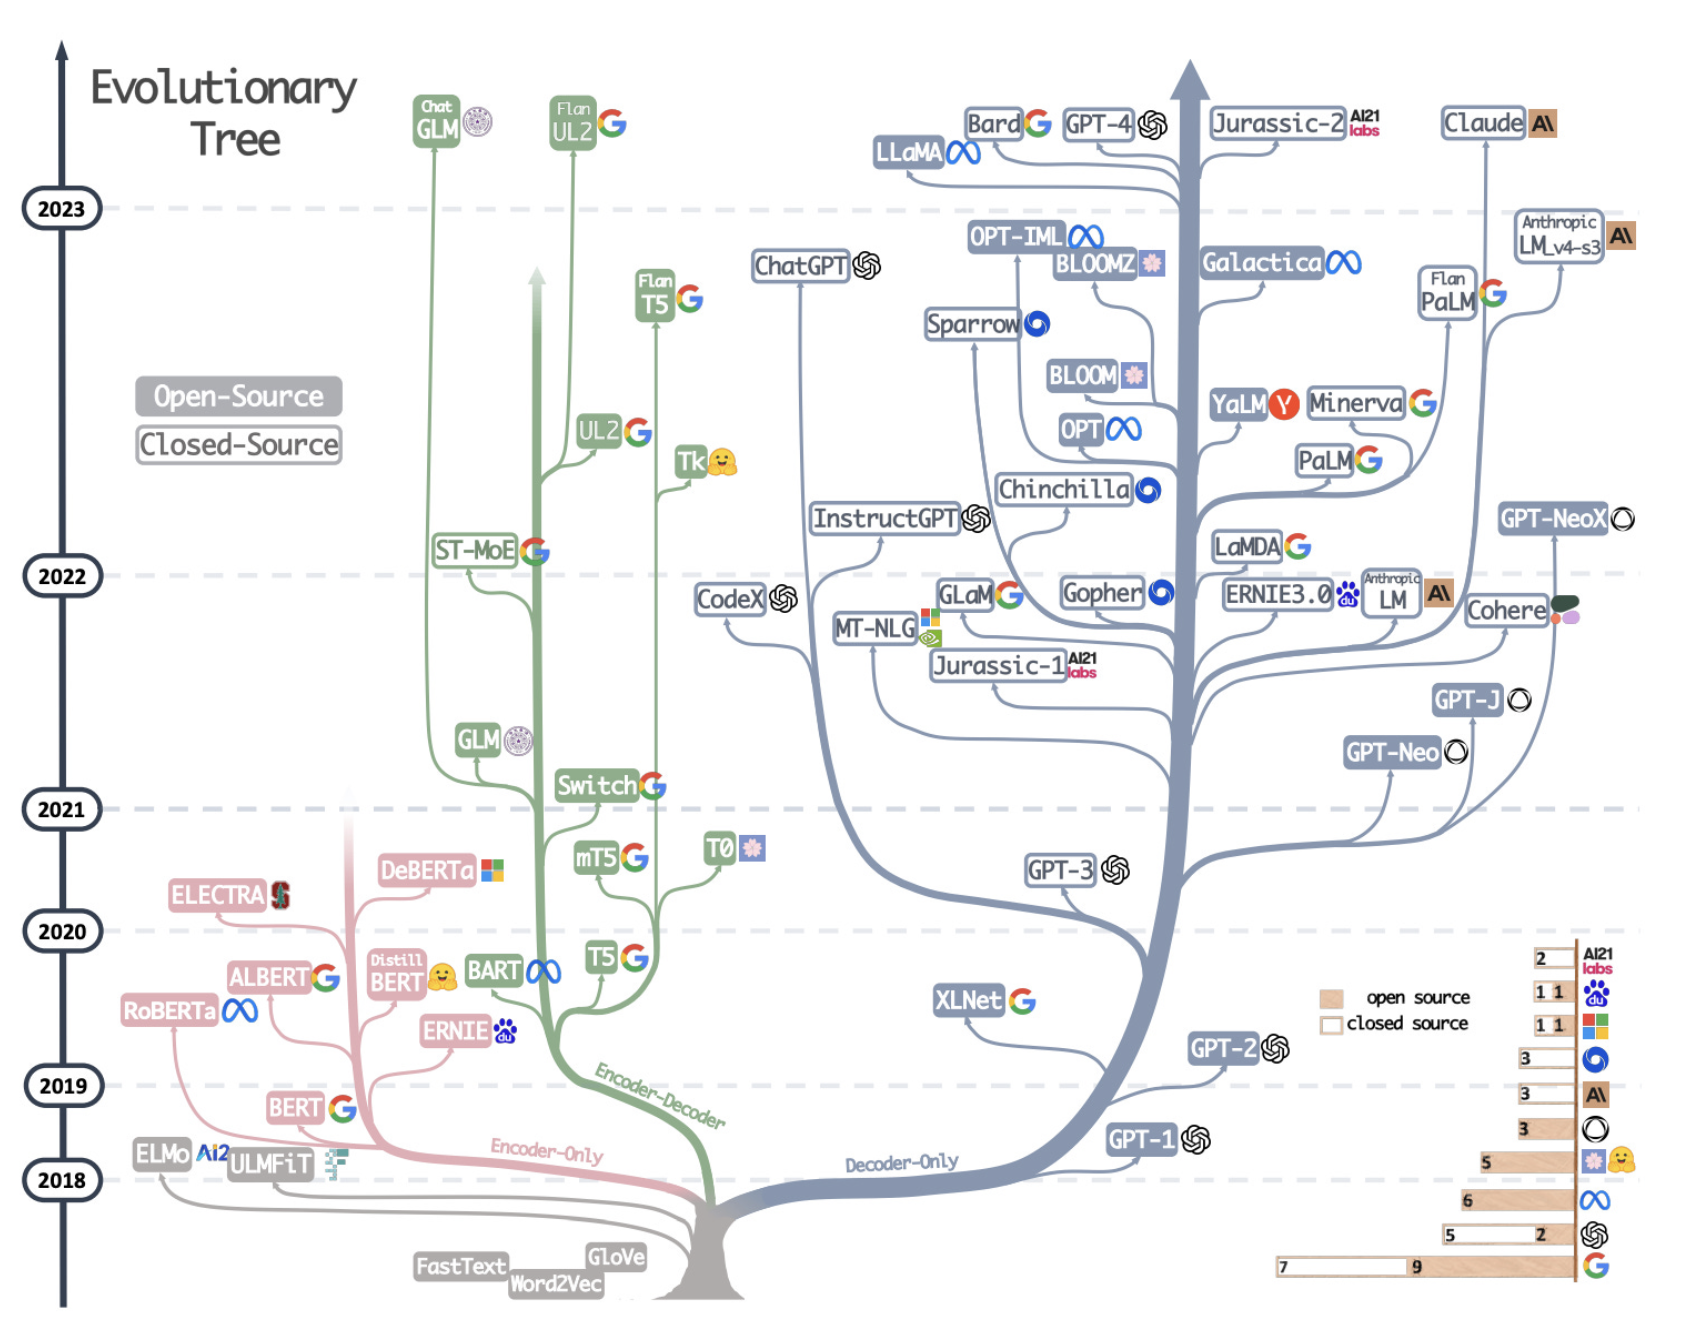 Evolutionary
Tree
Chat
GLM
Flan
UL2
Bard
GPT-4
Jurassic-2
AI21
labs
Claude
A\
LLaMA
2023
OPT-IML
BLOOMZ
Galactica
Anthropic
LM_v4-s3
A\
ChatGPT
Flan
T5
Flan
PaLM
Sparrow
Open-Source
Closed-Source
BLOOM
YaLM
Y
Minerva
UL2
OPT
Tk
PaLM
Chinchilla
InstructGPT
GPT-NeoX
ST-MoE
LaMDA
2022
CodeX
GLaM
Gopher
ERNIE3.0
du
Anthropic
LM
A\
Cohere
MT-NLG
Jurassic-1
AI21
labs
GPT-J
GLM
GPT-Neo
Switch
2021
mT5
T0
DeBERTa
GPT-3
ELECTRA
S
2020
BART
T5
ALBERT
Distill
BERT
RoBERTa
XLNet
ERNIE
du
GPT-2
2019
Encoder-Decoder
BERT
GPT-1
ELMo
AI2
ULMFiT
Encoder-Only
Decoder-Only
2018
GloVe
FastText
Word2Vec
open source
closed source
2
AI21
labs
1 1
du
1 1
3
3
A\
3
5
6
5 2
7 9
G